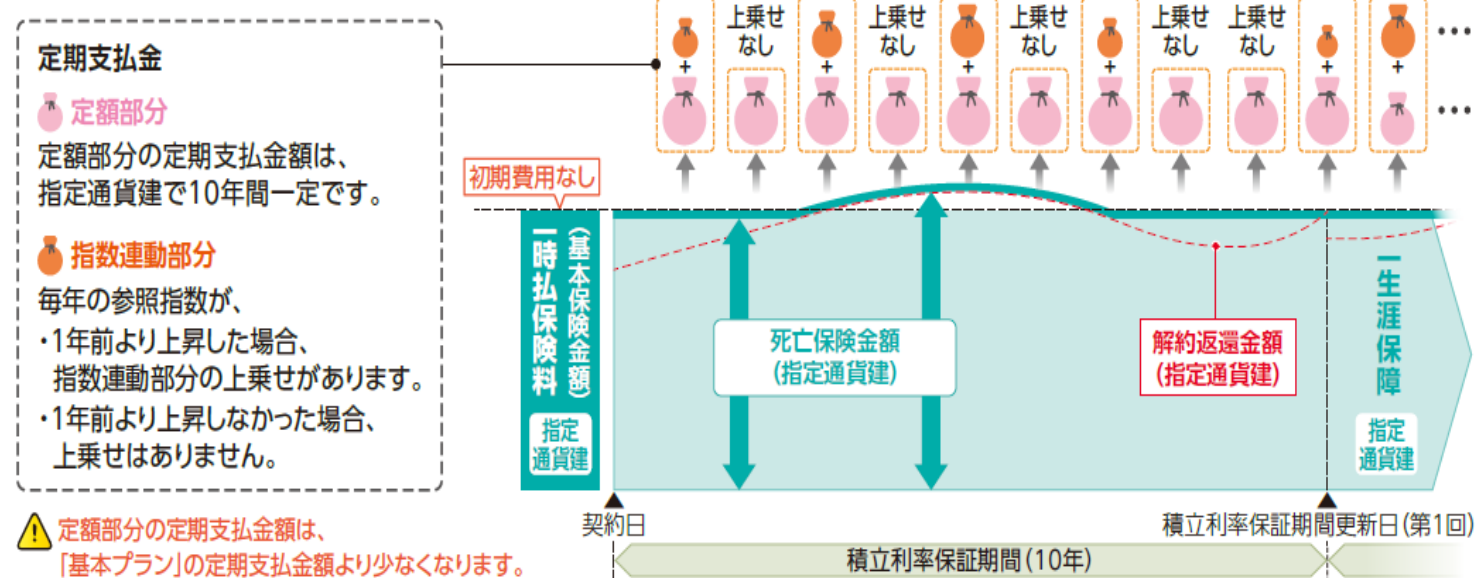 定期支払金
定額部分
定額部分の定期支払金額は、
指定通貨建で10年間一定です。
指数連動部分
毎年の参照指数が、
・1年前より上昇した場合、
指数連動部分の上乗せがあります。
・1年前より上昇しなかった場合、
上乗せはありません。
定額部分の定期支払金額は、
「基本プラン」の定期支払金額より少なくなります。
+
上乗せ
なし
+
上乗せ
なし
+
上乗せ
なし
+
上乗せ
なし
上乗せ
なし
+
+
•••
•••
初期費用なし
一時払保険料
(基本保険金額)
指定
通貨建
死亡保険金額
(指定通貨建)
解約返還金額
(指定通貨建)
一生涯保障
指定
通貨建
契約日
積立利率保証期間更新日(第1回)
積立利率保証期間(10年)